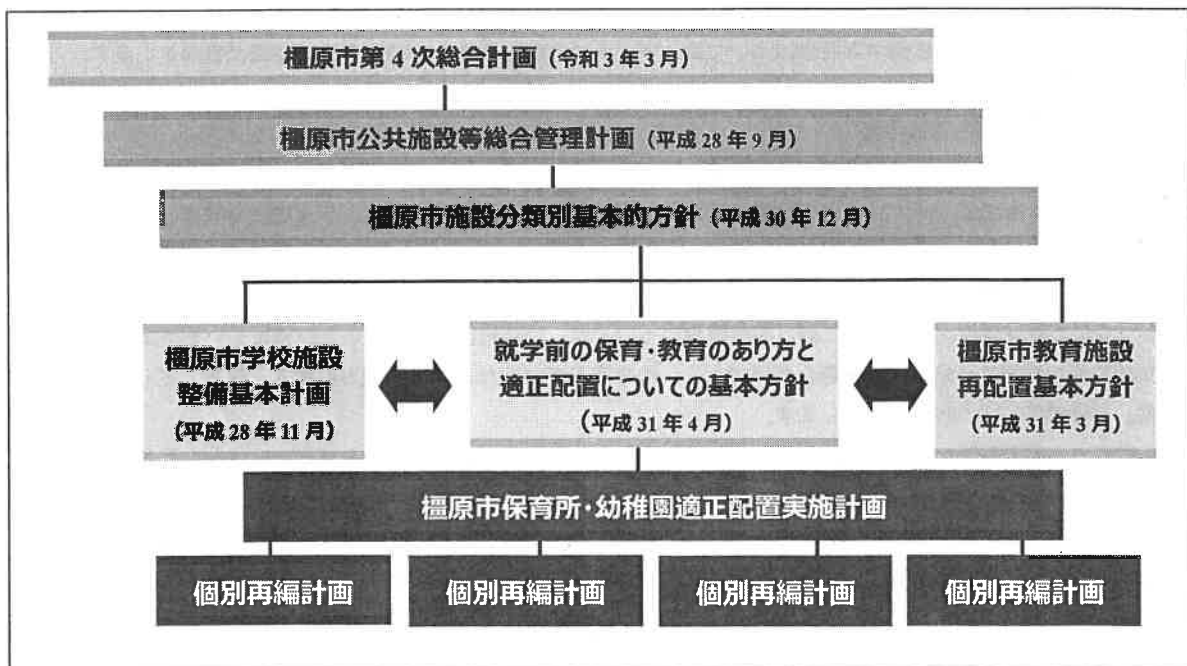 橿原市第4次総合計画（令和3年3月）
橿原市公共施設等総合管理計画（平成28年9月）
橿原市施設分類別基本的方針（平成30年12月）
橿原市学校施設
整備基本計画
（平成28年11月）
就学前の保育・教育のあり方と
適正配置についての基本方針
（平成31年4月）
橿原市教育施設
再配置基本方針
（平成31年3月）
橿原市保育所・幼稚園適正配置実施計画
個別再編計画
個別再編計画
個別再編計画
個別再編計画